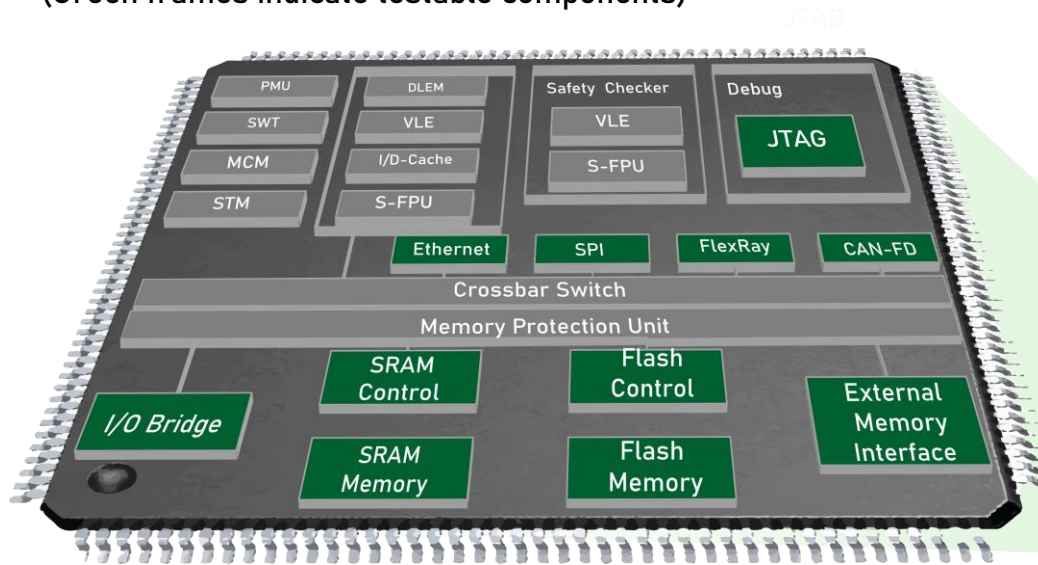 (Green frames indicate testable components)
JTAG
PMU
SWT
MCM
STM
DLEM
VLE
I/D-Cache
S-FPU
Safety Checker
VLE
S-FPU
Debug
JTAG
Ethernet
SPI
FlexRay
CAN-FD
Crossbar Switch
Memory Protection Unit
SRAM
Control
Flash
Control
I/O Bridge
External
Memory
Interface
SRAM
Memory
Flash
Memory